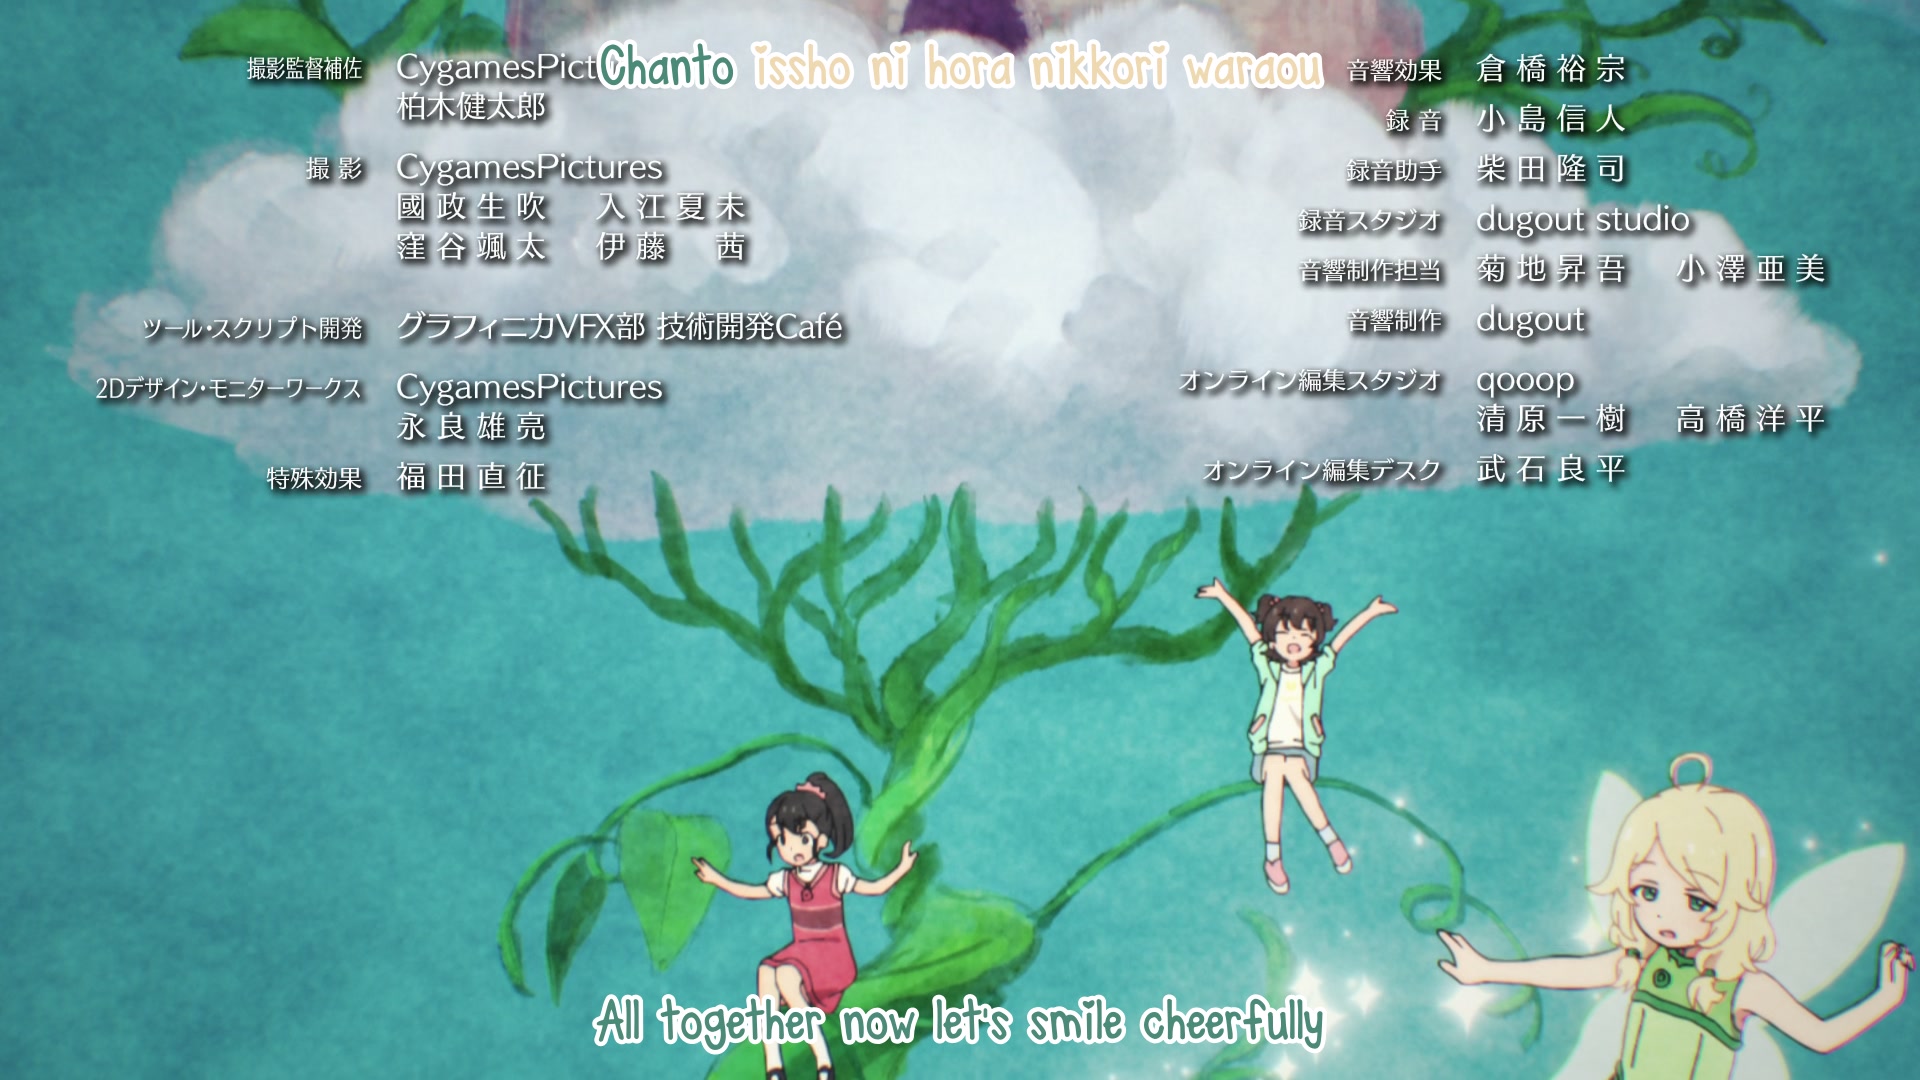 Chanto issho ni hora nikkori waraou
撮影監督補佐 CygamesPict
柏木健太郎
撮影 CygamesPictures
國政生吹 入江夏未
窪谷颯太 伊藤 茜
ツール・スクリプト開発 グラフィニカVFX部 技術開発Café
2Dデザイン・モニターワークス CygamesPictures
永良雄亮
特殊効果 福田直征
音響効果 倉橋裕宗
録音 小島信人
録音助手 柴田隆司
録音スタジオ dugout studio
音響制作担当 菊地昇吾 小澤亜美
音響制作 dugout
オンライン編集スタジオ qooop
清原一樹 高橋洋平
オンライン編集デスク 武石良平
All together now let's smile cheerfully